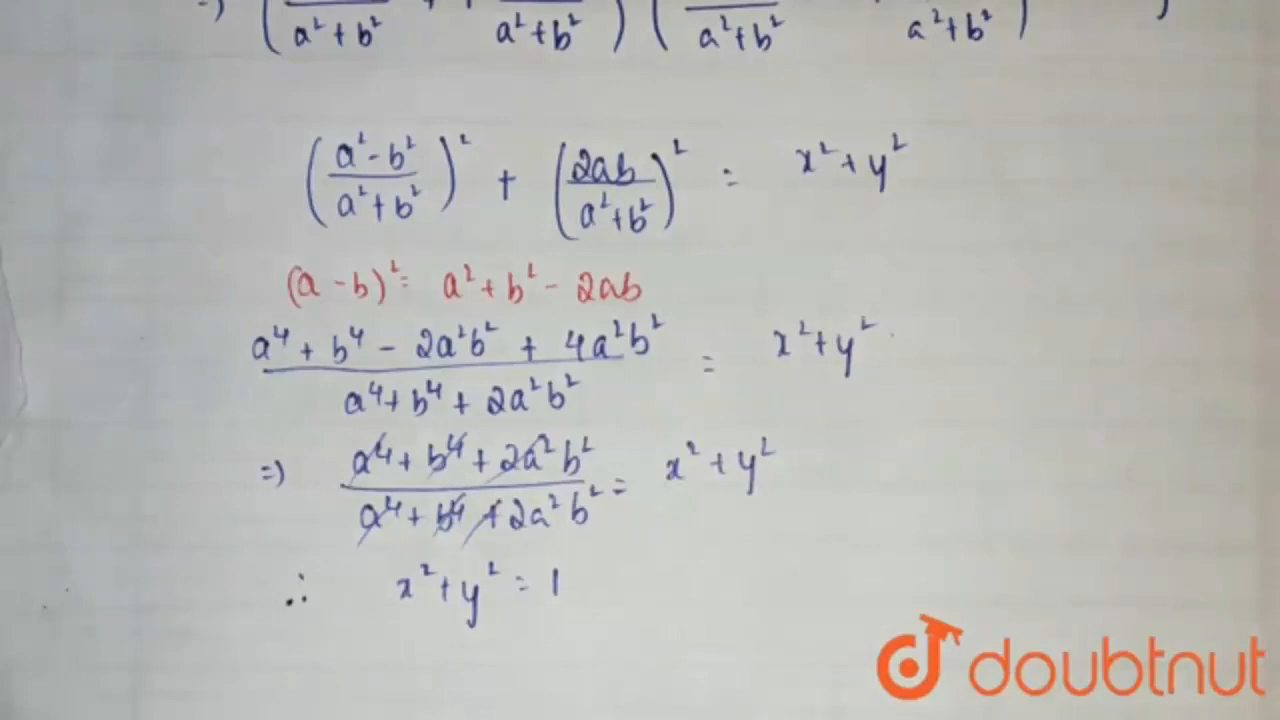 =) ( a²+b² + i a²+b² ) ( a²+b² a²+b² )
(a²-b²/a²+b²)² + (2ab/a²+b²)² = x²+y²
(a-b)² = a²+b²-2ab
a⁴+b⁴-2a²b²+4a²b²/a⁴+b⁴+2a²b² = x²+y²
=) a⁴+b⁴+2a²b²/a⁴+b⁴+2a²b² = x²+y²
∴ x²+y²=1
doubtnut